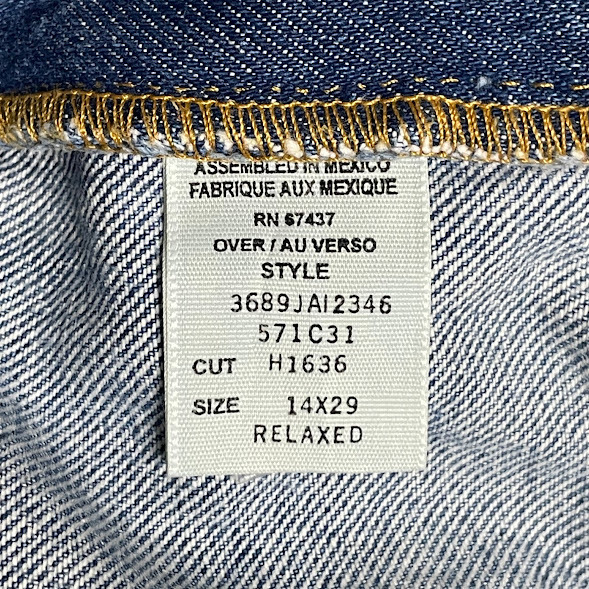 ASSEMBLED IN MEXICO
FABRIQUE AUX MEXIQUE
RN 67437
OVER / AU VERSO
STYLE
3689JAI2346
571C31
CUT H1636
SIZE 14X29
RELAXED